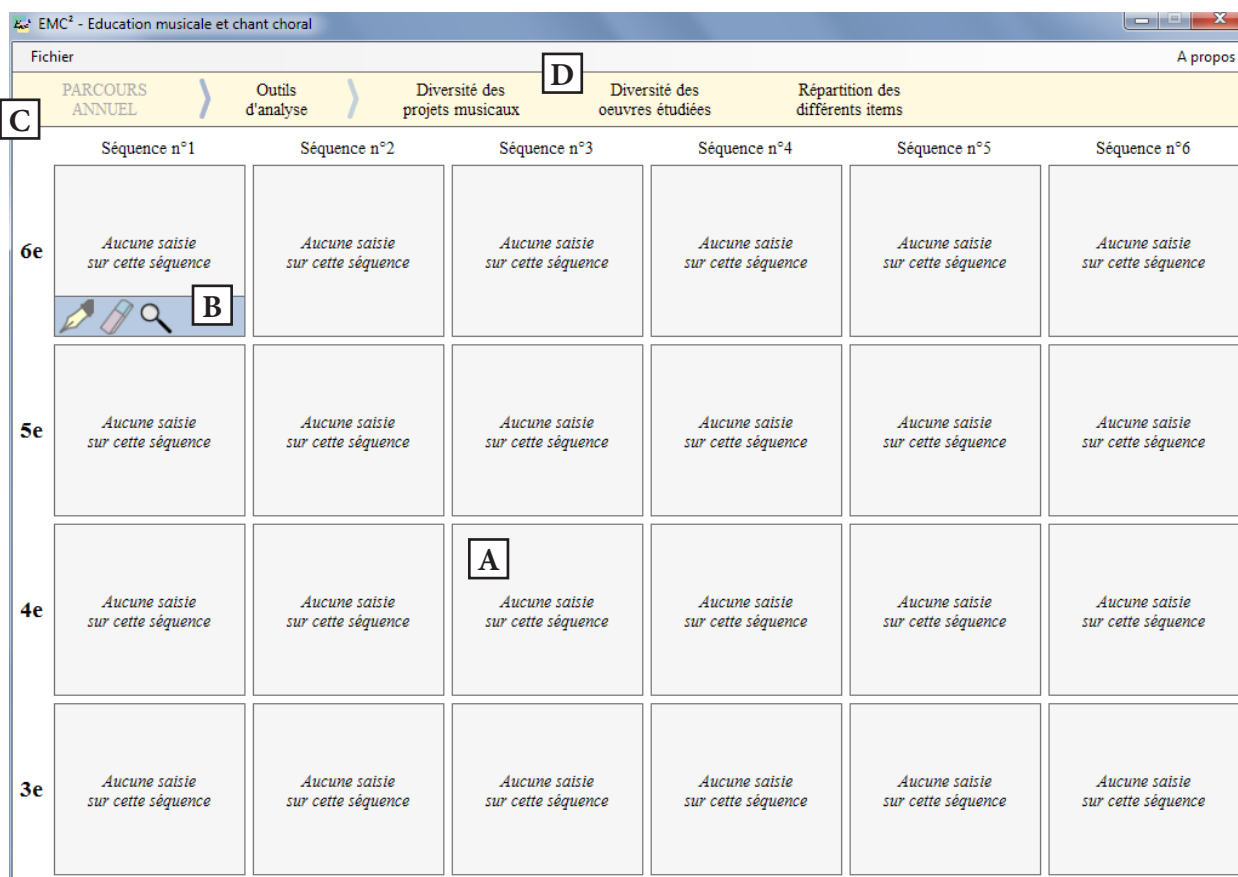 EMC² - Education musicale et chant choral
Fichier
A propos
D
C
PARCOURS
ANNUEL
Outils
d'analyse
Diversité des
projets musicaux
Diversité des
oeuvres étudiées
Répartition des
différents items
Séquence n°1 Séquence n°2 Séquence n°3 Séquence n°4 Séquence n°5 Séquence n°6
6e
Aucune saisie
sur cette séquence
B
Aucune saisie
sur cette séquence
Aucune saisie
sur cette séquence
Aucune saisie
sur cette séquence
Aucune saisie
sur cette séquence
Aucune saisie
sur cette séquence
5e
Aucune saisie
sur cette séquence
Aucune saisie
sur cette séquence
Aucune saisie
sur cette séquence
Aucune saisie
sur cette séquence
Aucune saisie
sur cette séquence
Aucune saisie
sur cette séquence
4e
Aucune saisie
sur cette séquence
Aucune saisie
sur cette séquence
A
Aucune saisie
sur cette séquence
Aucune saisie
sur cette séquence
Aucune saisie
sur cette séquence
Aucune saisie
sur cette séquence
3e
Aucune saisie
sur cette séquence
Aucune saisie
sur cette séquence
Aucune saisie
sur cette séquence
Aucune saisie
sur cette séquence
Aucune saisie
sur cette séquence
Aucune saisie
sur cette séquence